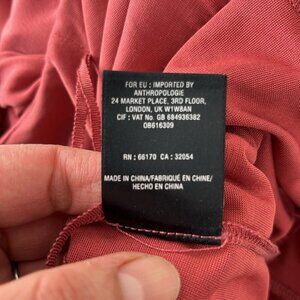 FOR EU : IMPORTED BY
ANTHROPOLOGIE
24 MARKET PLACE, 3RD FLOOR,
LONDON, UK W1W8AN
CIF : VAT No. GB 684936382
OB616309
RN : 66170 CA : 32054
MADE IN CHINA/FABRIQUÉ EN CHINE/
HECHO EN CHINA